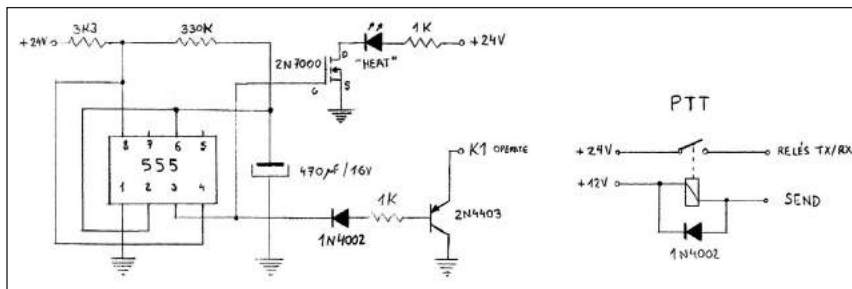 3K3
330K
+24V
1K
+24V
2N7000
D
G
S
"HEAT"
8 7 6 5
555
1 2 3 4
470µF/16V
K1 OPERATE
1K
1N4002
2N4403
PTT
+24V
RELÉS TX/RX
+12V
SEND
1N4002